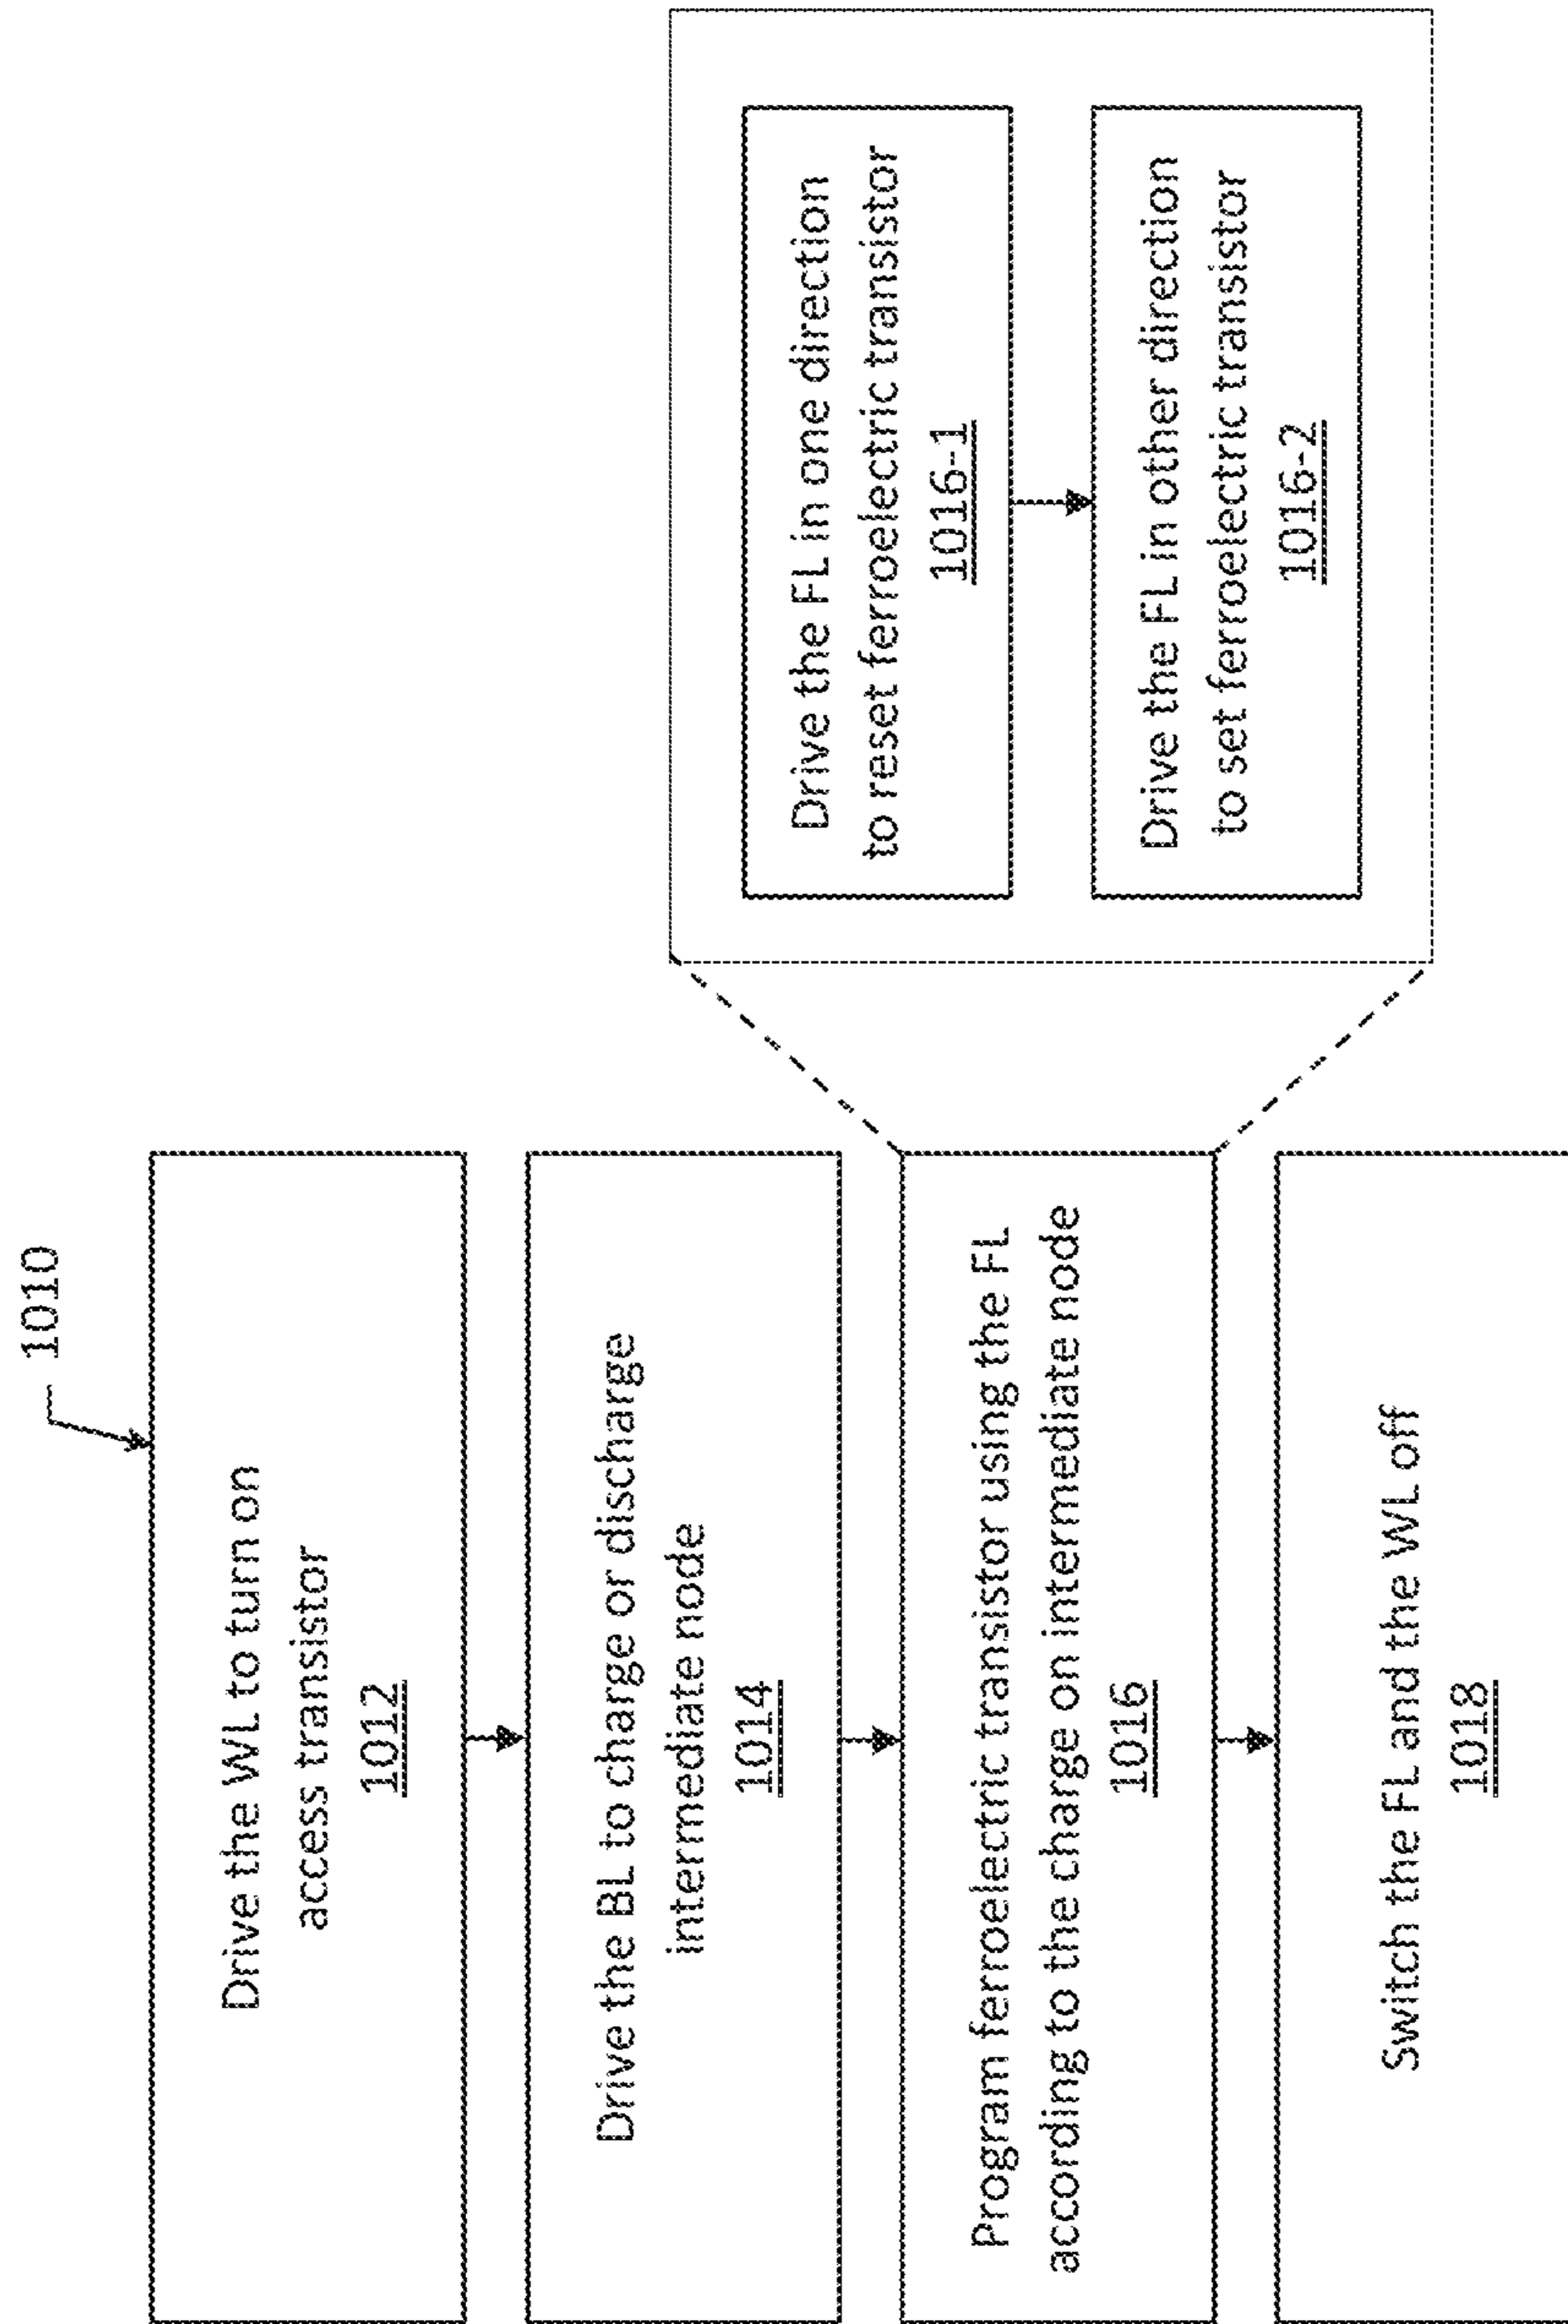 1010
Drive the WL to turn on
access transistor
1012
Drive the BL to charge or discharge
intermediate node
1014
Program ferroelectric transistor using the FL
according to the charge on intermediate node
1016
Switch the FL and the WL off
1018
Drive the FL in one direction
to reset ferroelectric transistor
1016-1
Drive the FL in other direction
to set ferroelectric transistor
1016-2